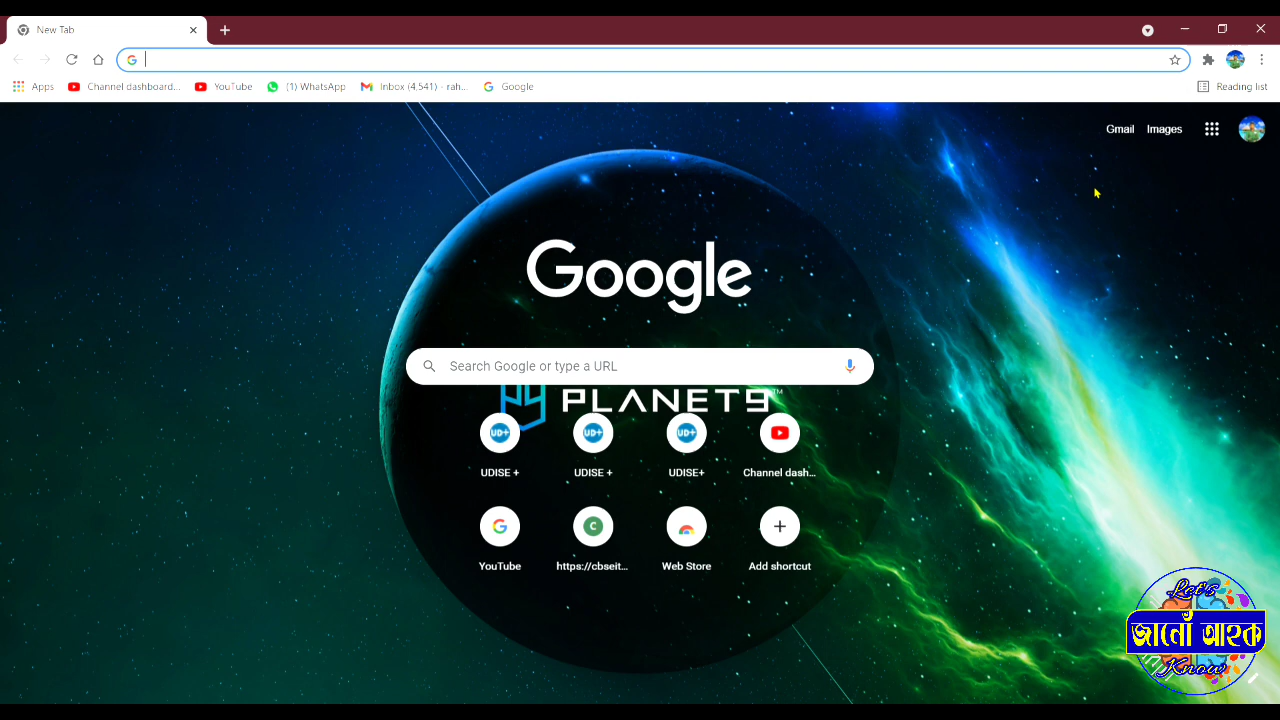 New Tab
Apps
Channel dashboard...
YouTube
(1) WhatsApp
Inbox (4,541) - rah...
Google
Reading list
Gmail
Images
Google
Search Google or type a URL
PLANET9™
UDISE +
UDISE +
UDISE+
Channel dash...
YouTube
https://cbseit...
Web Store
Add shortcut
Let's
জানোঁ আহক
Know